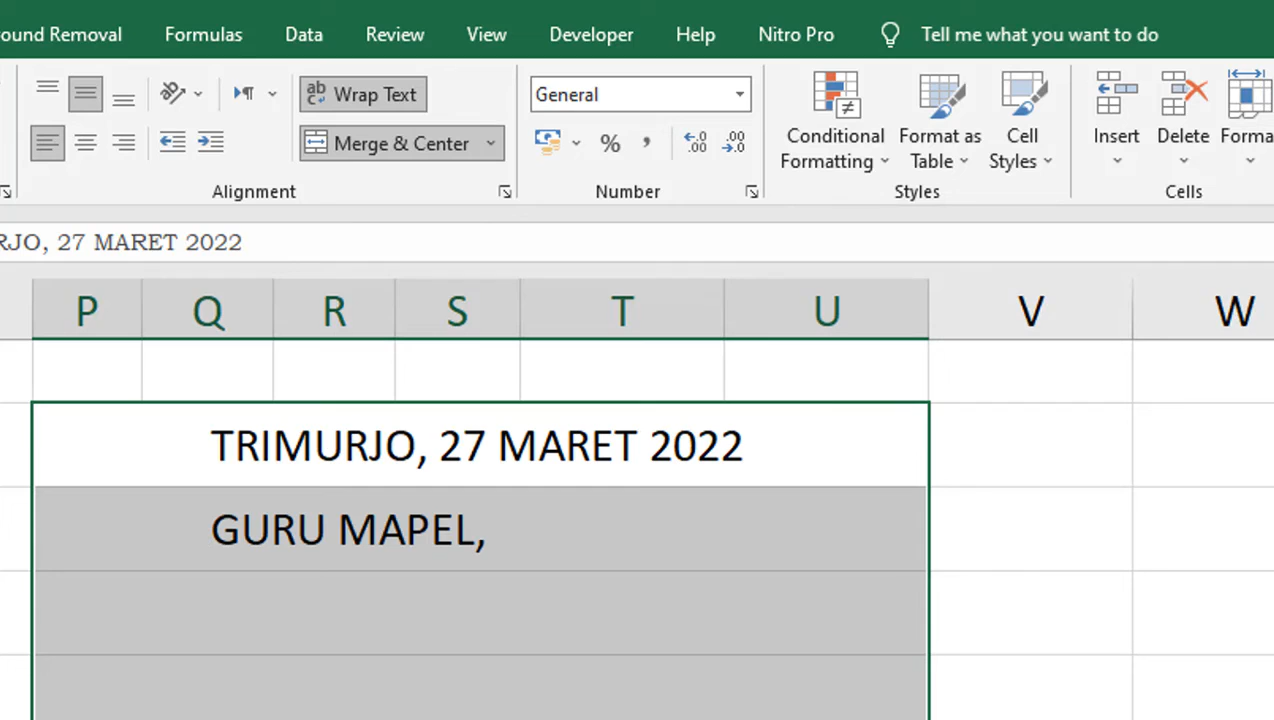 ound Removal Formulas Data Review View Developer Help Nitro Pro Tell me what you want to do
ab Wrap Text General
Merge & Center % , Conditional Formatting Format as Table Cell Styles Insert Delete Forma
Alignment Number Styles Cells
RJO, 27 MARET 2022
P Q R S T U V W
TRIMURJO, 27 MARET 2022
GURU MAPEL,